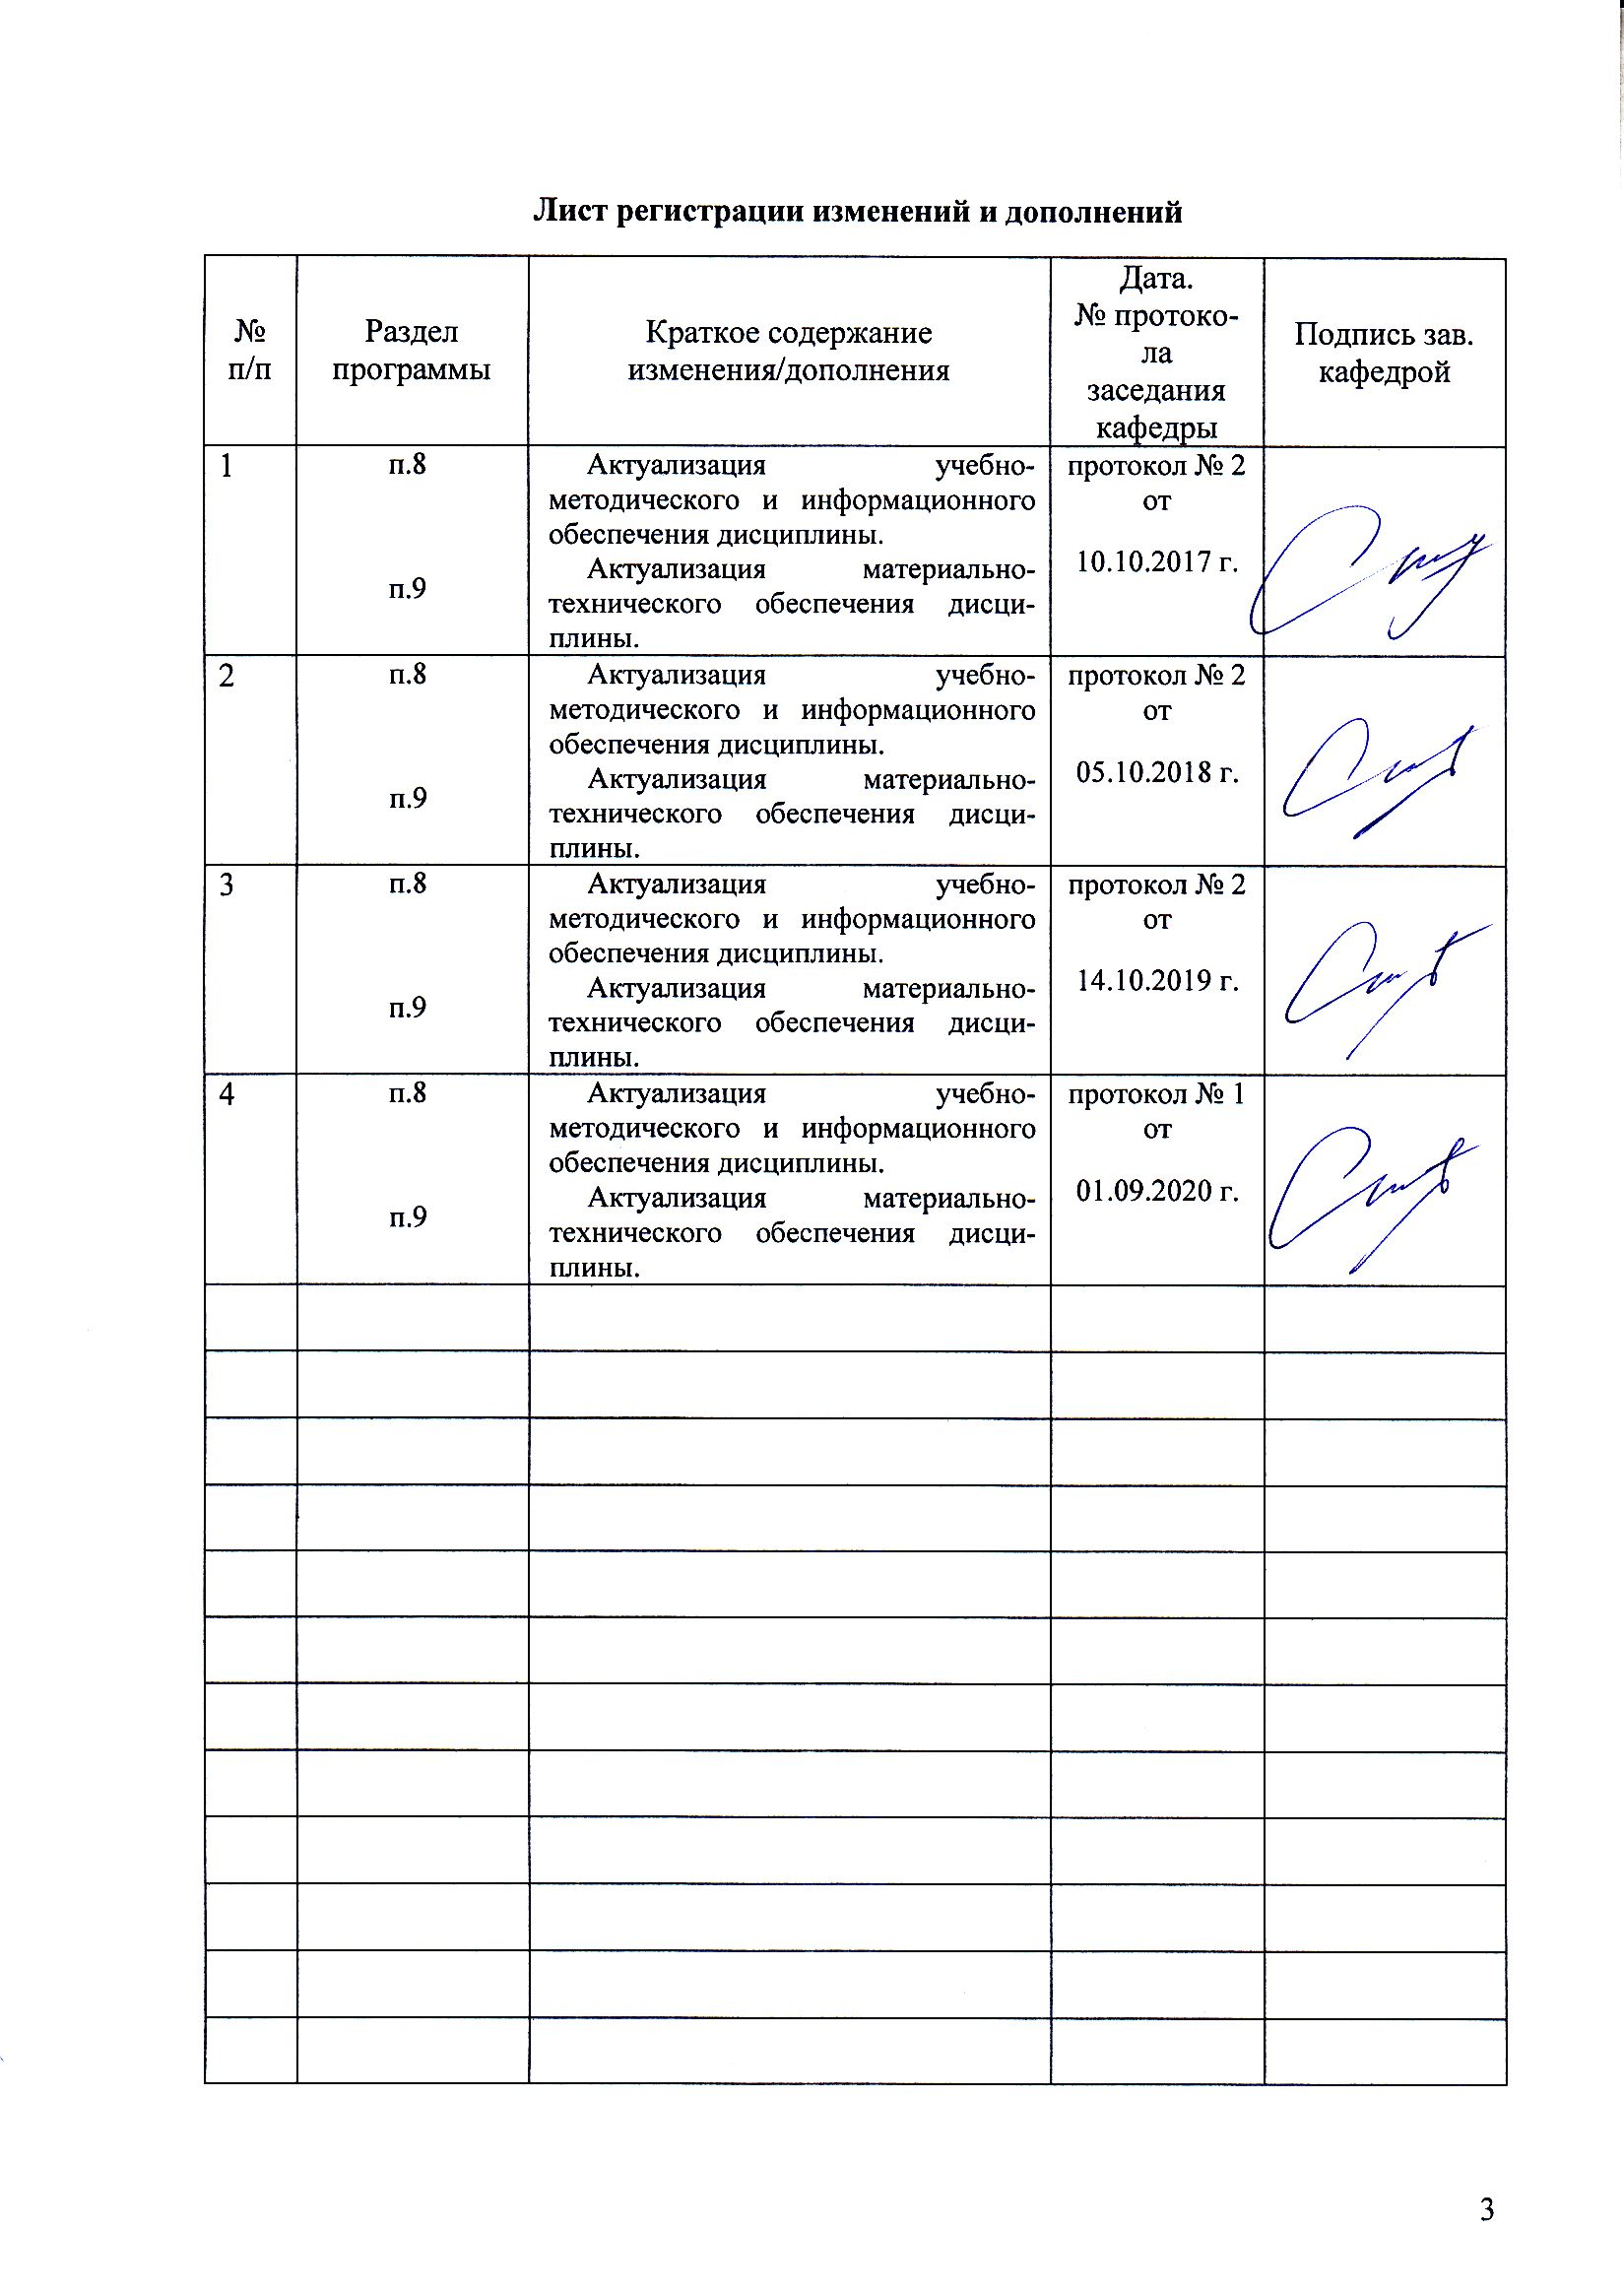 Лист регистрации изменений и дополнений
№
п/п
Раздел
программы
Краткое содержание
изменения/дополнения
Дата.
№ протоко-
ла
заседания
кафедры
Подпись зав.
кафедрой
1
п.8
п.9
Актуализация учебно-
методического и информационного
обеспечения дисциплины.
Актуализация материально-
технического обеспечения дисци-
плины.
протокол № 2
от
10.10.2017 г.
2
п.8
п.9
Актуализация учебно-
методического и информационного
обеспечения дисциплины.
Актуализация материально-
технического обеспечения дисци-
плины.
протокол № 2
от
05.10.2018 г.
3
п.8
п.9
Актуализация учебно-
методического и информационного
обеспечения дисциплины.
Актуализация материально-
технического обеспечения дисци-
плины.
протокол № 2
от
14.10.2019 г.
4
п.8
п.9
Актуализация учебно-
методического и информационного
обеспечения дисциплины.
Актуализация материально-
технического обеспечения дисци-
плины.
протокол № 1
от
01.09.2020 г.
3